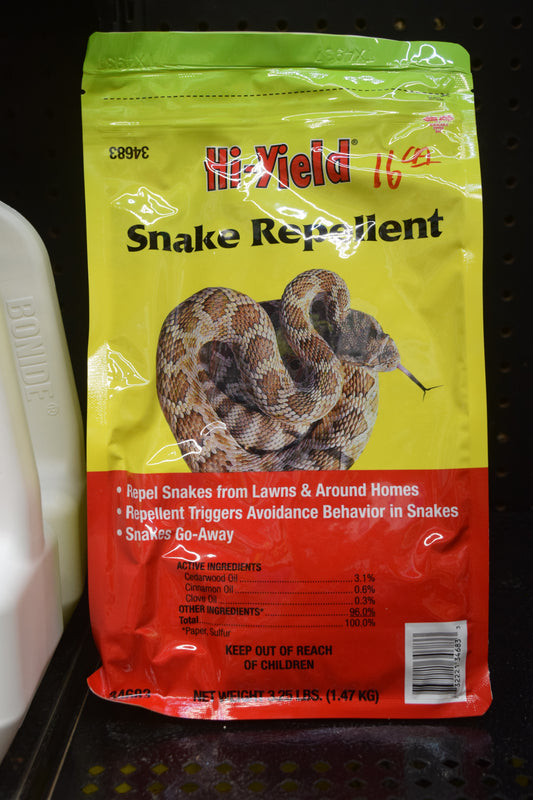 34683
Hi-Yield®
16
Snake Repellent
BONIDE®
• Repel Snakes from Lawns & Around Homes
• Repellent Triggers Avoidance Behavior in Snakes
• Snakes Go-Away
ACTIVE INGREDIENTS
Cedarwood Oil 3.1%
Cinnamon Oil 0.6%
Clove Oil 0.3%
OTHER INGREDIENTS* 96.0%
Total 100.0%
*Paper, Sulfur
KEEP OUT OF REACH
OF CHILDREN
34683
NET WEIGHT 3.25 LBS. (1.47 KG)